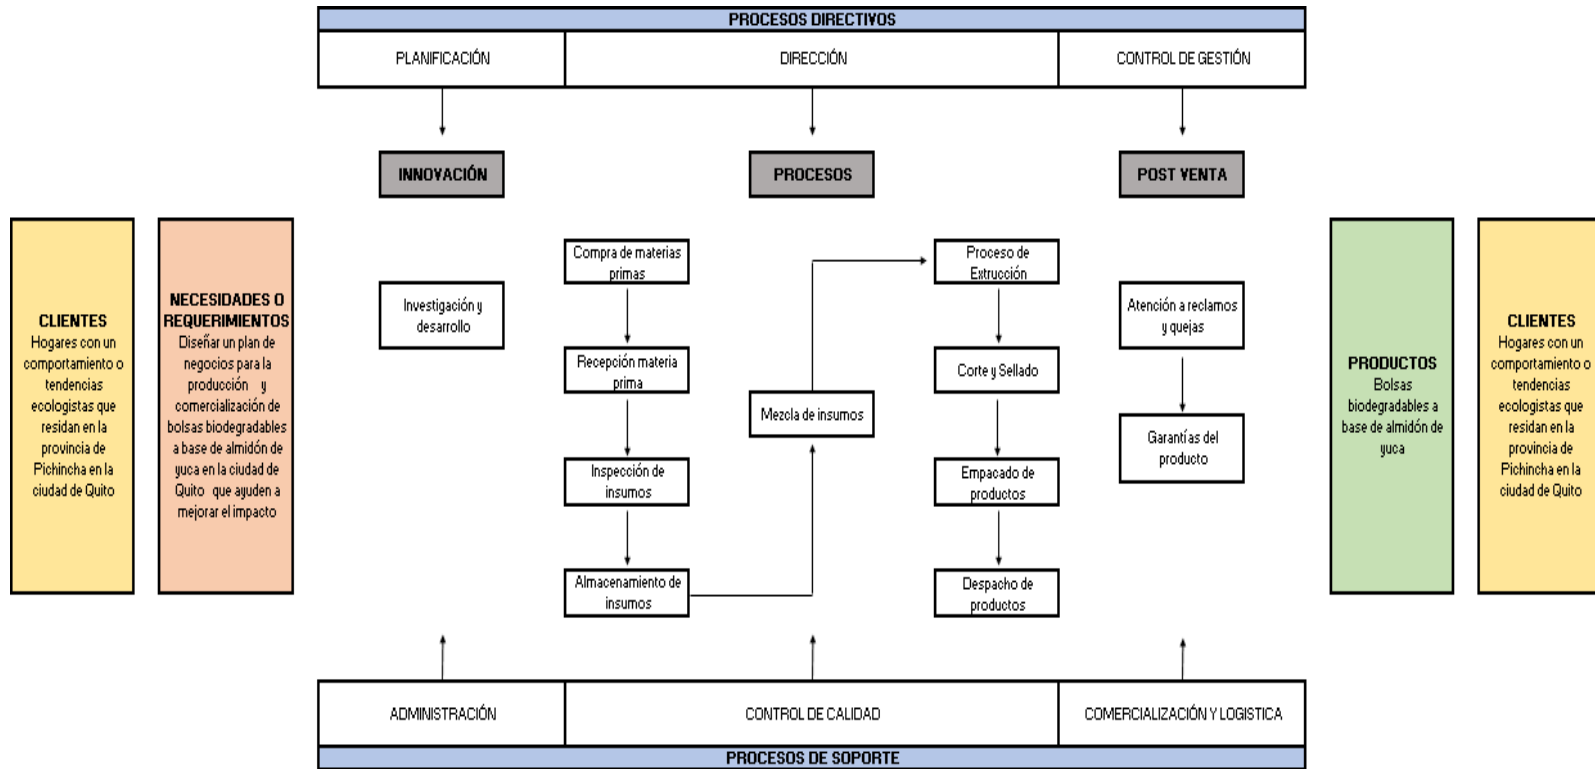 PROCESOS DIRECTIVOS
PLANIFICACIÓN
DIRECCIÓN
CONTROL DE GESTIÓN
INNOVACIÓN
PROCESOS
POST VENTA
CLIENTES
Hogares con un
comportamiento o
tendencias
ecologistas que
residan en la
provincia de
Pichincha en la
ciudad de Quito
NECESIDADES O
REQUERIMIENTOS
Diseñar un plan de
negocios para la
producción y
comercialización de
bolsas biodegradables
a base de almidón de
yuca en la ciudad de
Quito que ayuden a
mejorar el impacto
Investigación y
desarrollo
Compra de materias
primas
Recepción materia
prima
Inspección de
insumos
Almacenamiento de
insumos
Mezcla de insumos
Proceso de
Extrucción
Corte y Sellado
Empacado de
productos
Despacho de
productos
Atención a reclamos
y quejas
Garantías del
producto
PRODUCTOS
Bolsas
biodegradables a
base de almidón de
yuca
CLIENTES
Hogares con un
comportamiento o
tendencias
ecologistas que
residan en la
provincia de
Pichincha en la
ciudad de Quito
ADMINISTRACIÓN
CONTROL DE CALIDAD
COMERCIALIZACIÓN Y LOGISTICA
PROCESOS DE SOPORTE